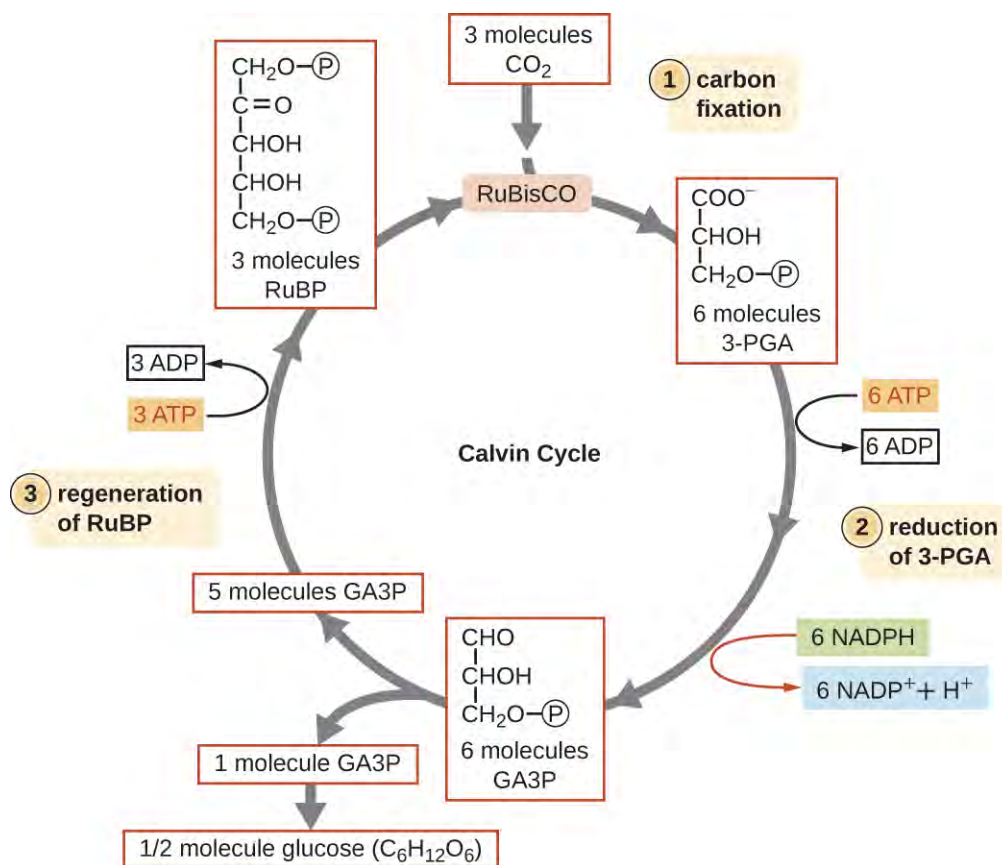 3 molecules
CO₂
1 carbon
fixation
CH₂O—Ⓟ
C=O
CHOH
CHOH
CH₂O—Ⓟ
3 molecules
RuBP
RuBisCO
COO⁻
CHOH
CH₂O—Ⓟ
6 molecules
3-PGA
3 ADP
3 ATP
6 ATP
6 ADP
Calvin Cycle
3 regeneration
of RuBP
2 reduction
of 3-PGA
5 molecules GA3P
CHO
CHOH
CH₂O—Ⓟ
6 molecules
GA3P
6 NADPH
6 NADP⁺ + H⁺
1 molecule GA3P
1/2 molecule glucose (C₆H₁₂O₆)